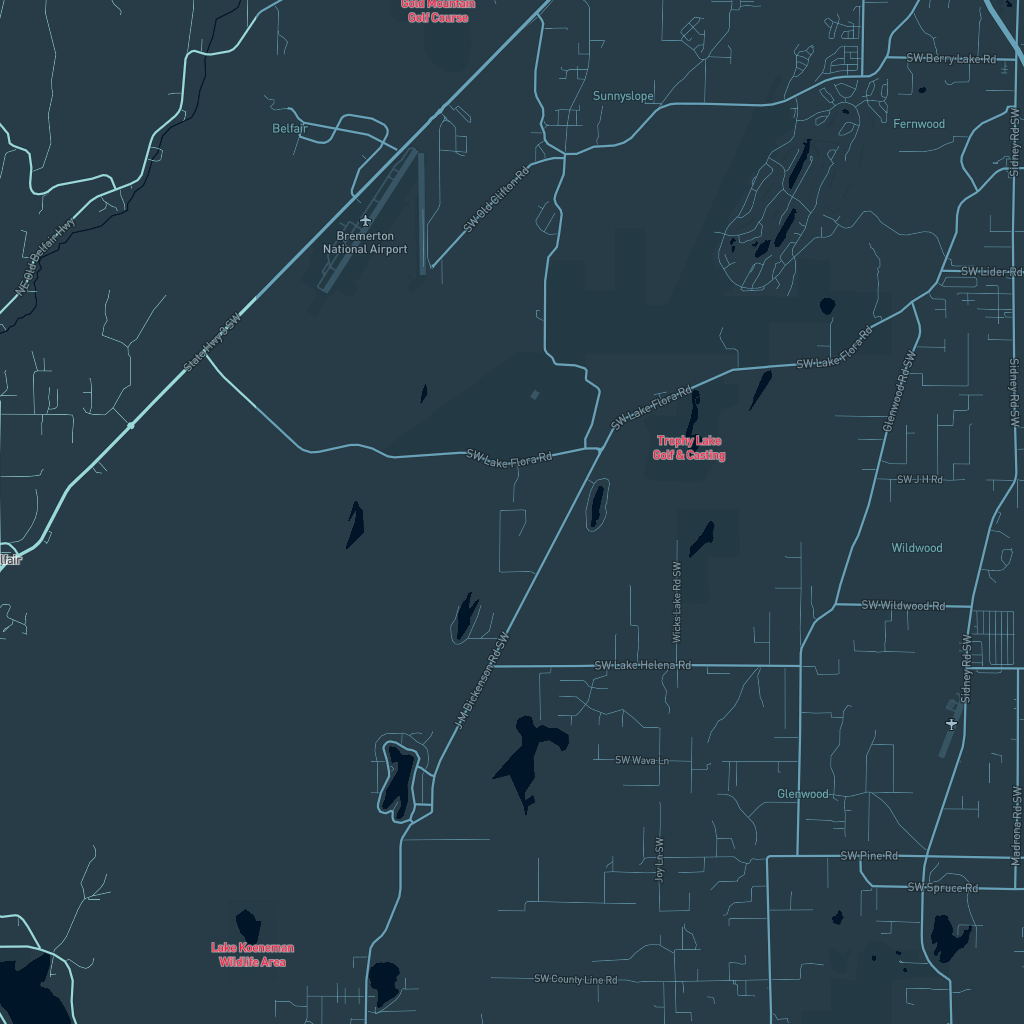 Gold Mountain
Golf Course
SW Berry Lake Rd
Sunnyslope
Sidney Rd SW
Fernwood
Belfair
SW Old Clifton Rd
NE Old Belfair Hwy
Bremerton
National Airport
SW Lider Rd
State Hwy 3 SW
SW Lake Flora Rd
Glenwood Rd SW
Sidney Rd SW
SW Lake Flora Rd
Trophy Lake
Golf & Casting
SW Lake Flora Rd
SW J H Rd
Wildwood
lfair
Wicks Lake Rd SW
SW Wildwood Rd
J M Dickenson Rd SW
SW Lake Helena Rd
Sidney Rd SW
SW Wava Ln
Glenwood
Madrona Rd SW
Joy Ln SW
SW Pine Rd
SW Spruce Rd
Lake Koeneman
Wildlife Area
SW County Line Rd